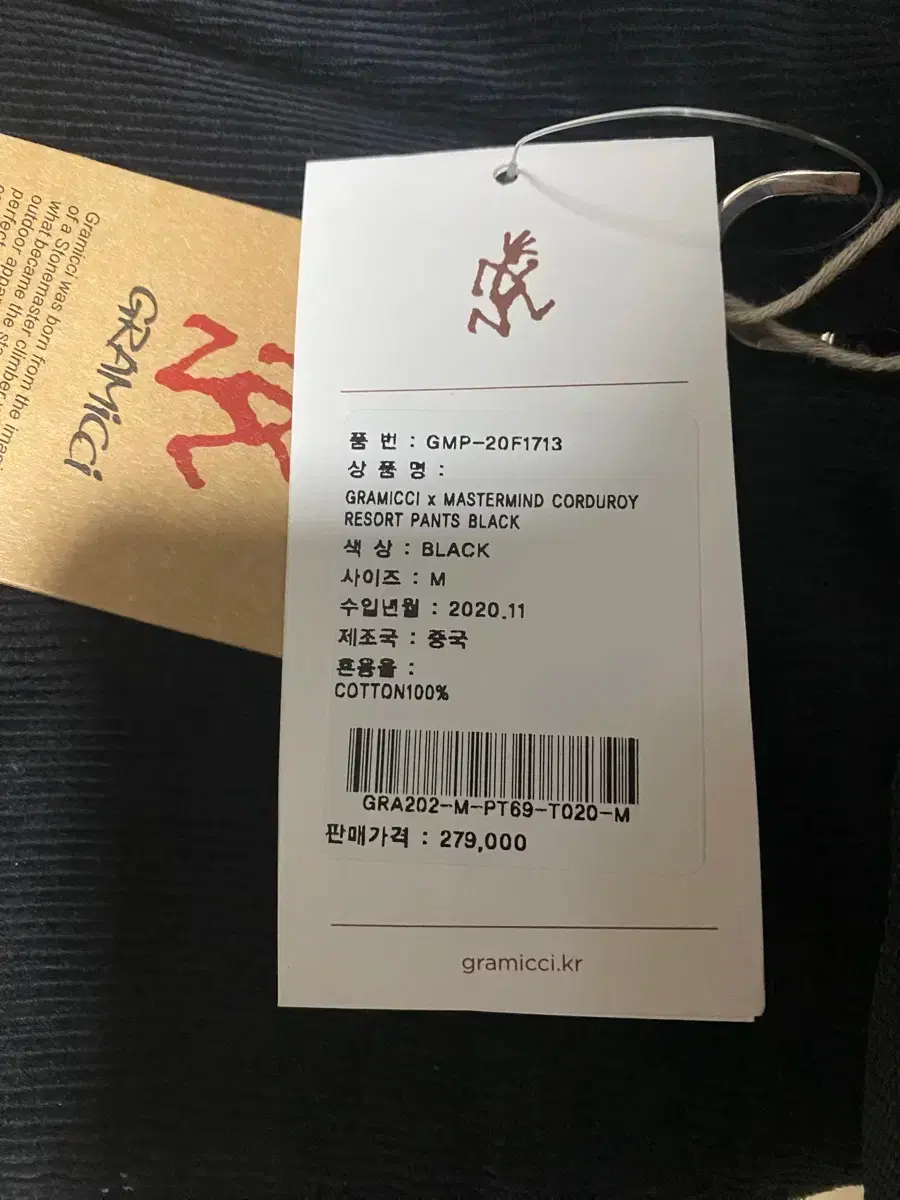 Gramicci was born from the
of a Stonemaster climber
what became the
outdoor
perfect
GRAMICCI
품 번 : GMP-20F1713
상 품 명 :
GRAMICCI x MASTERMIND CORDUROY
RESORT PANTS BLACK
색 상 : BLACK
사이즈 : M
수입년월 : 2020.11
제조국 : 중국
혼용율 :
COTTON100%
GRA202-M-PT69-T020-M
판매가격 : 279,000
gramicci.kr